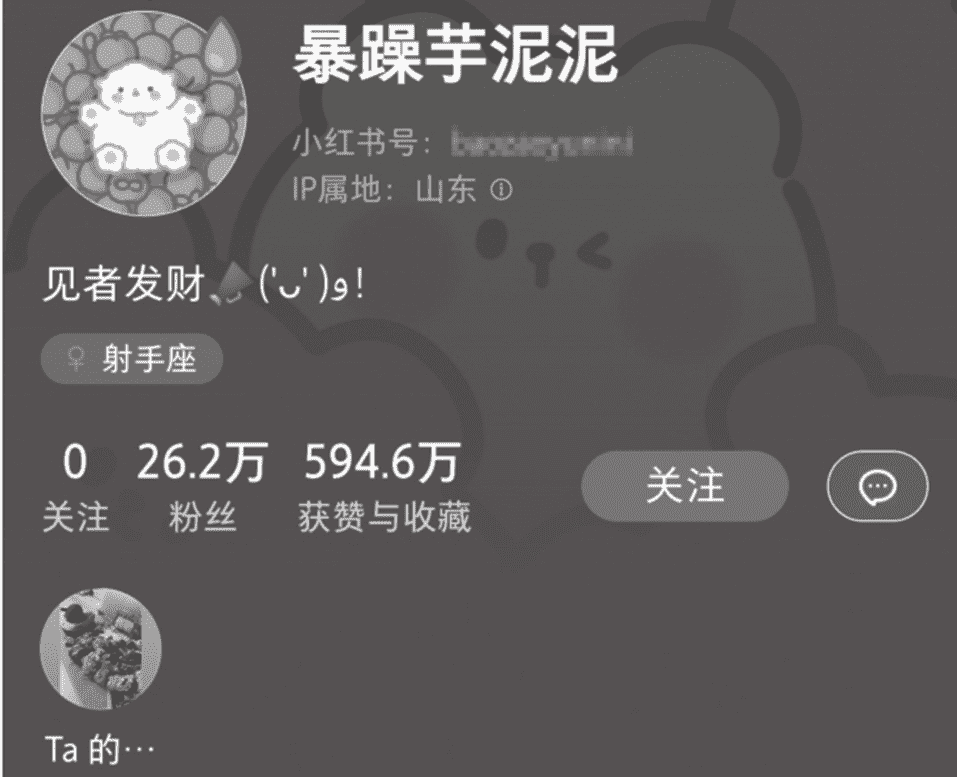 暴躁芋泥泥
小红书号：
IP属地：山东
见者发财 ('ᴗ' )و!
♀ 射手座
0 26.2万 594.6万
关注 粉丝 获赞与收藏
关注
Ta 的…